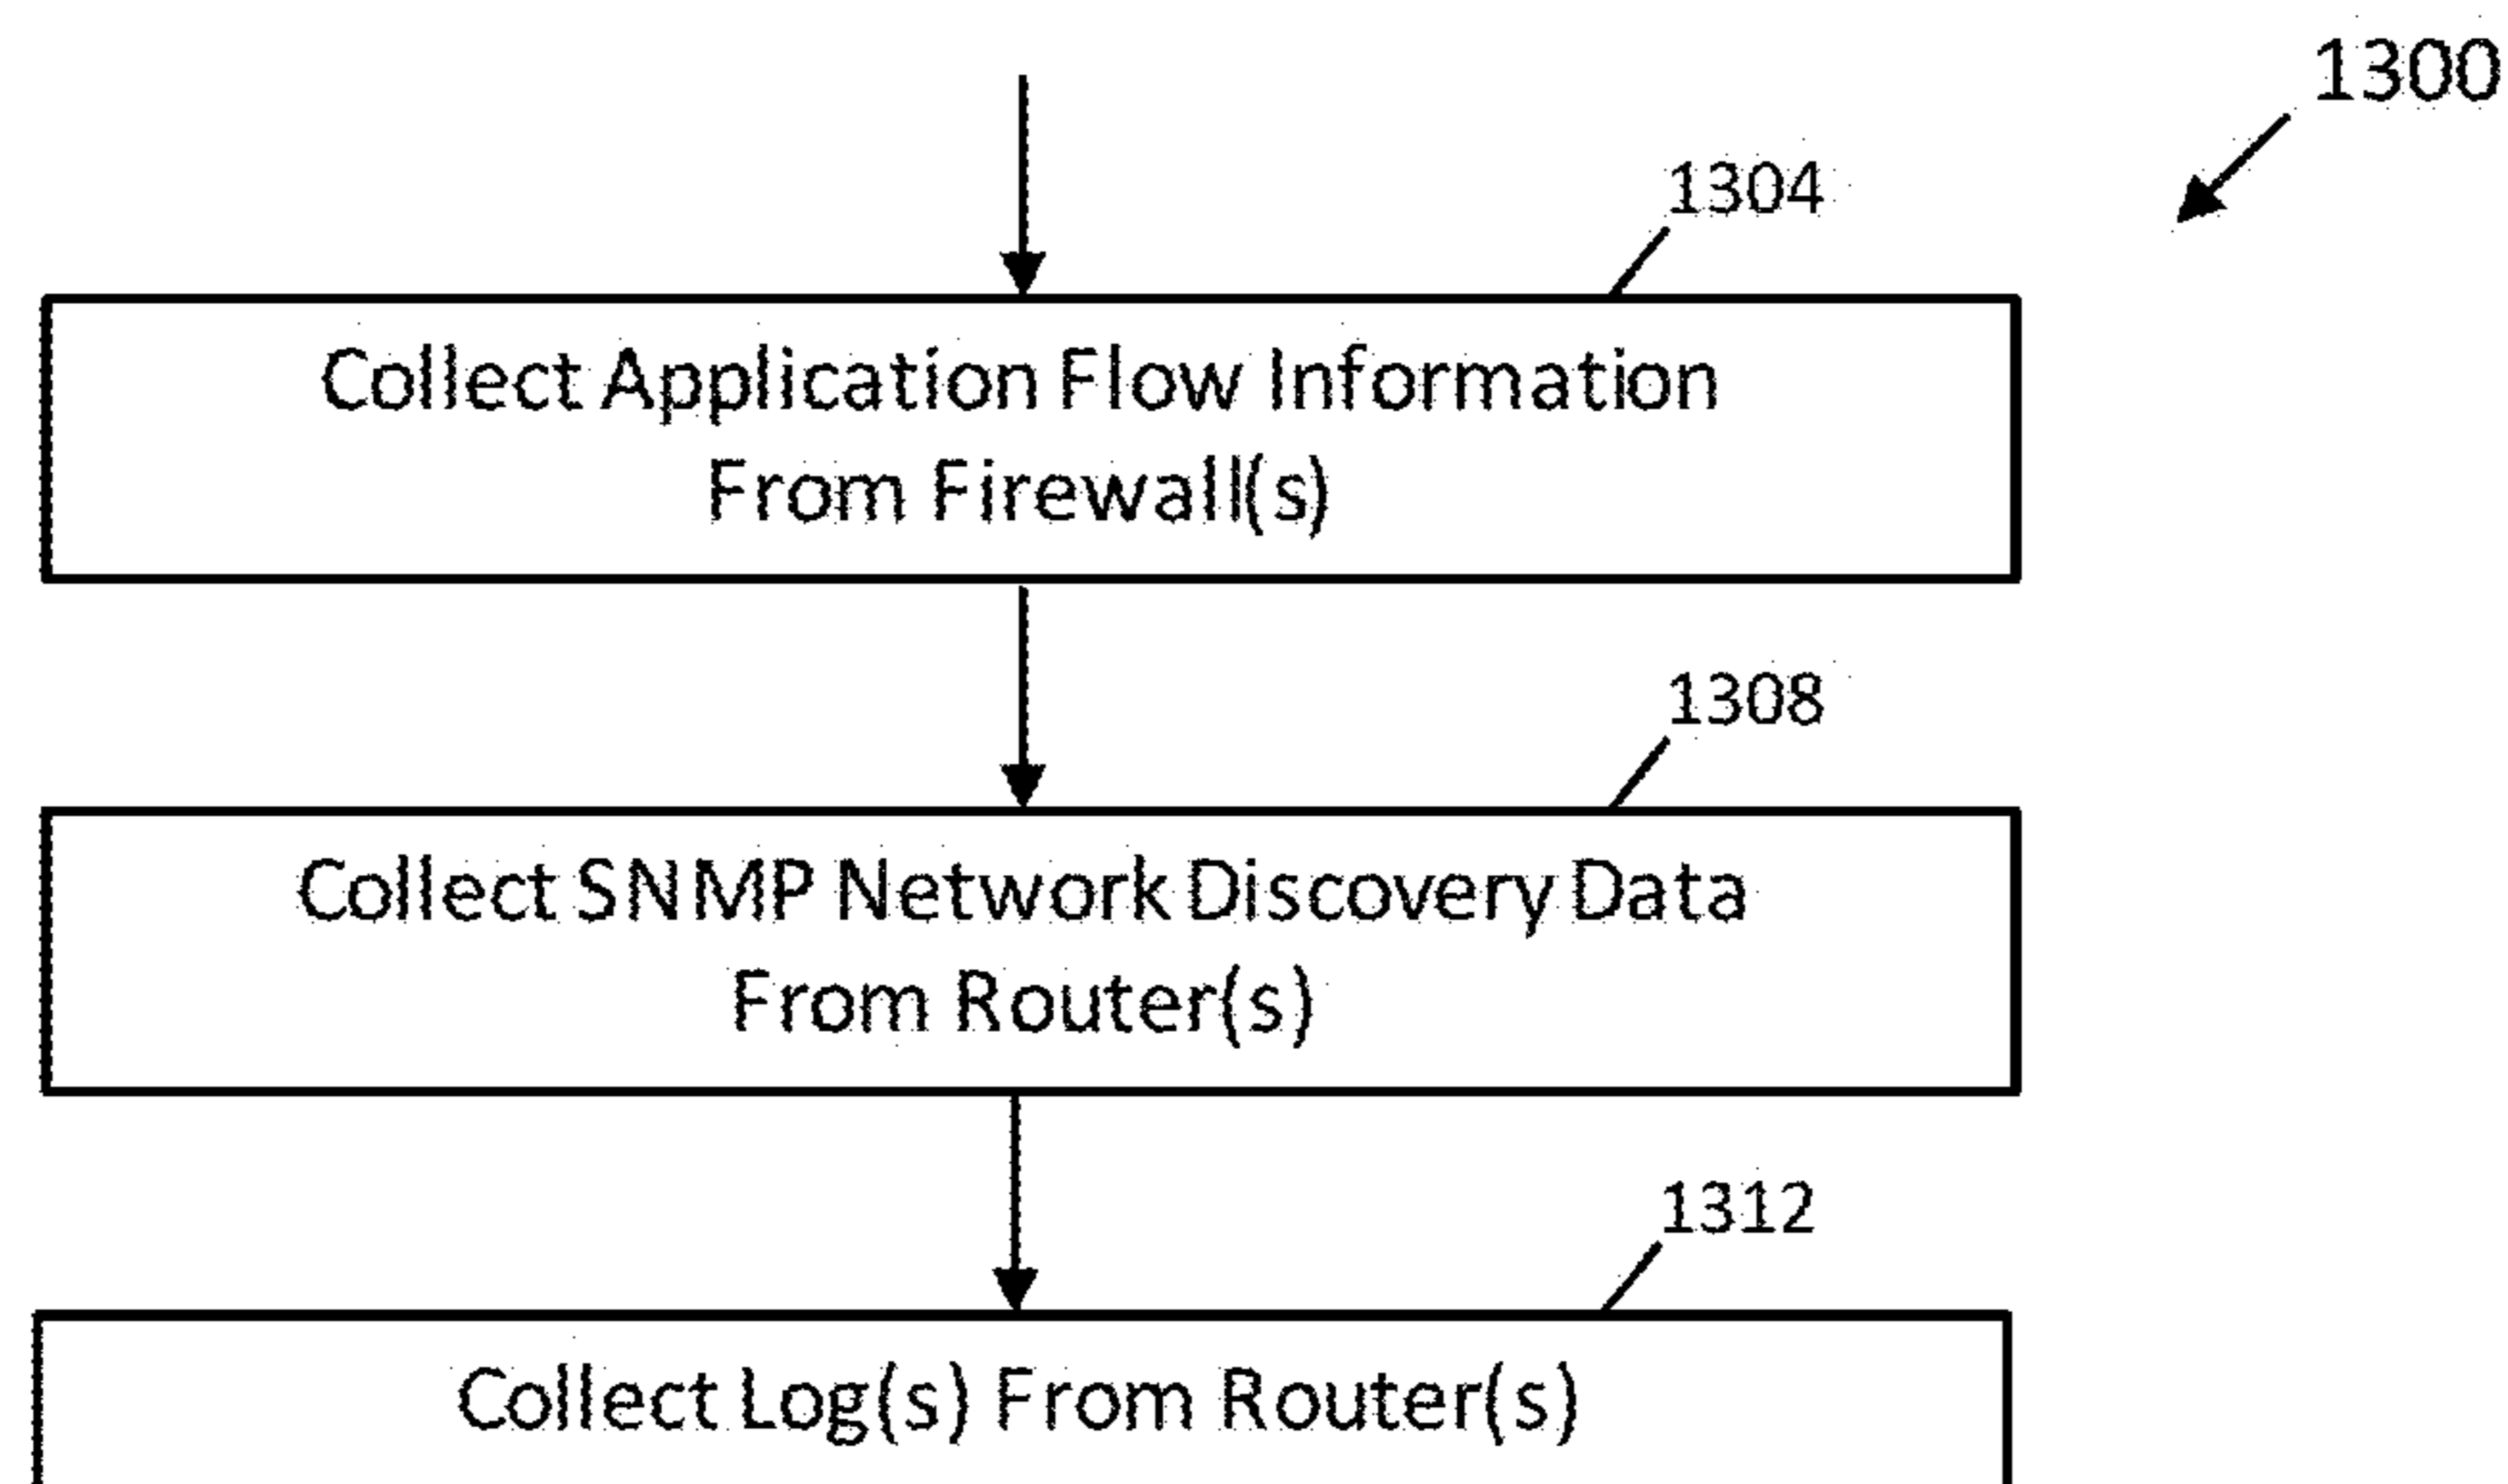 1300
1304
Collect Application Flow Information
From Firewall(s)
1308
Collect SNMP Network Discovery Data
From Router(s)
1312
Collect Log(s) From Router(s)